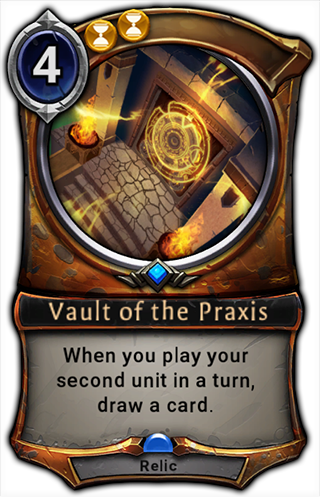 4
Vault of the Praxis
When you play your
second unit in a turn,
draw a card.
Relic